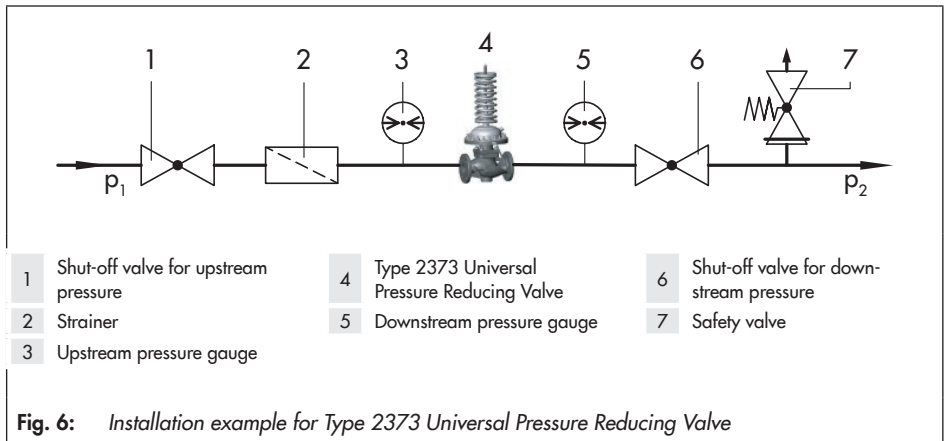 1 2 3 4 5 6 7
p1 p2
1 Shut-off valve for upstream
pressure
2 Strainer
3 Upstream pressure gauge
4 Type 2373 Universal
Pressure Reducing Valve
5 Downstream pressure gauge
6 Shut-off valve for down-
stream pressure
7 Safety valve
Fig. 6: Installation example for Type 2373 Universal Pressure Reducing Valve